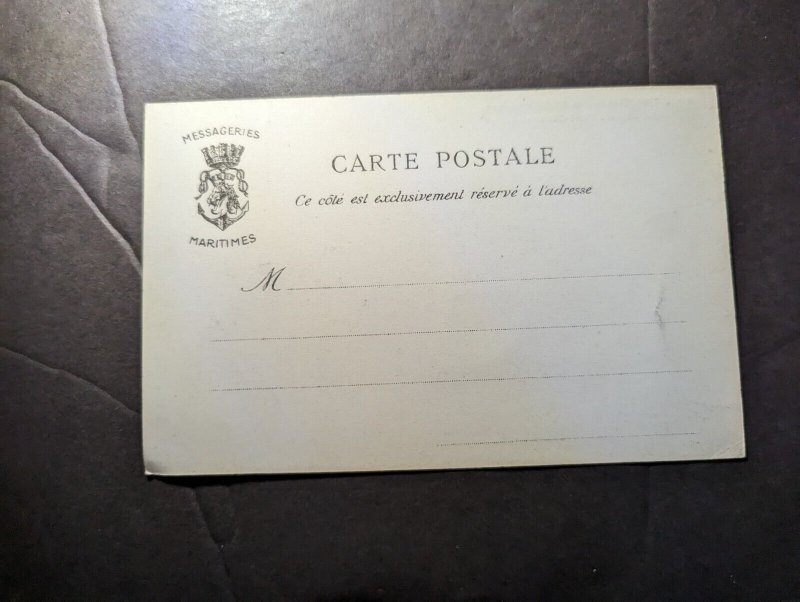 MESSAGERIES
MARITIMES
CARTE POSTALE
Ce côté est exclusivement réservé à l'adresse
M